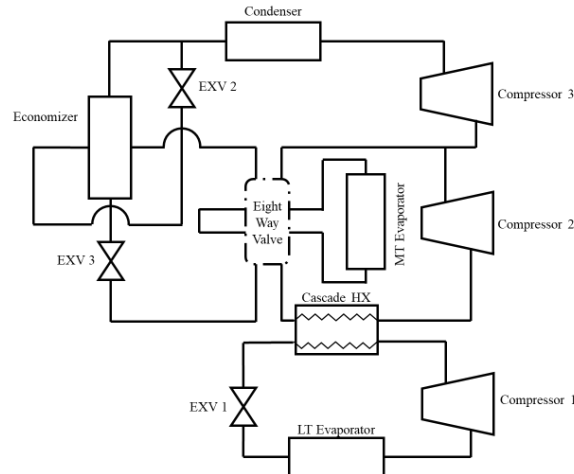 Condenser
EXV 2
Compressor 3
Economizer
Eight
Way
Valve
MT Evaporator
Compressor 2
EXV 3
Cascade HX
EXV 1
Compressor 1
LT Evaporator